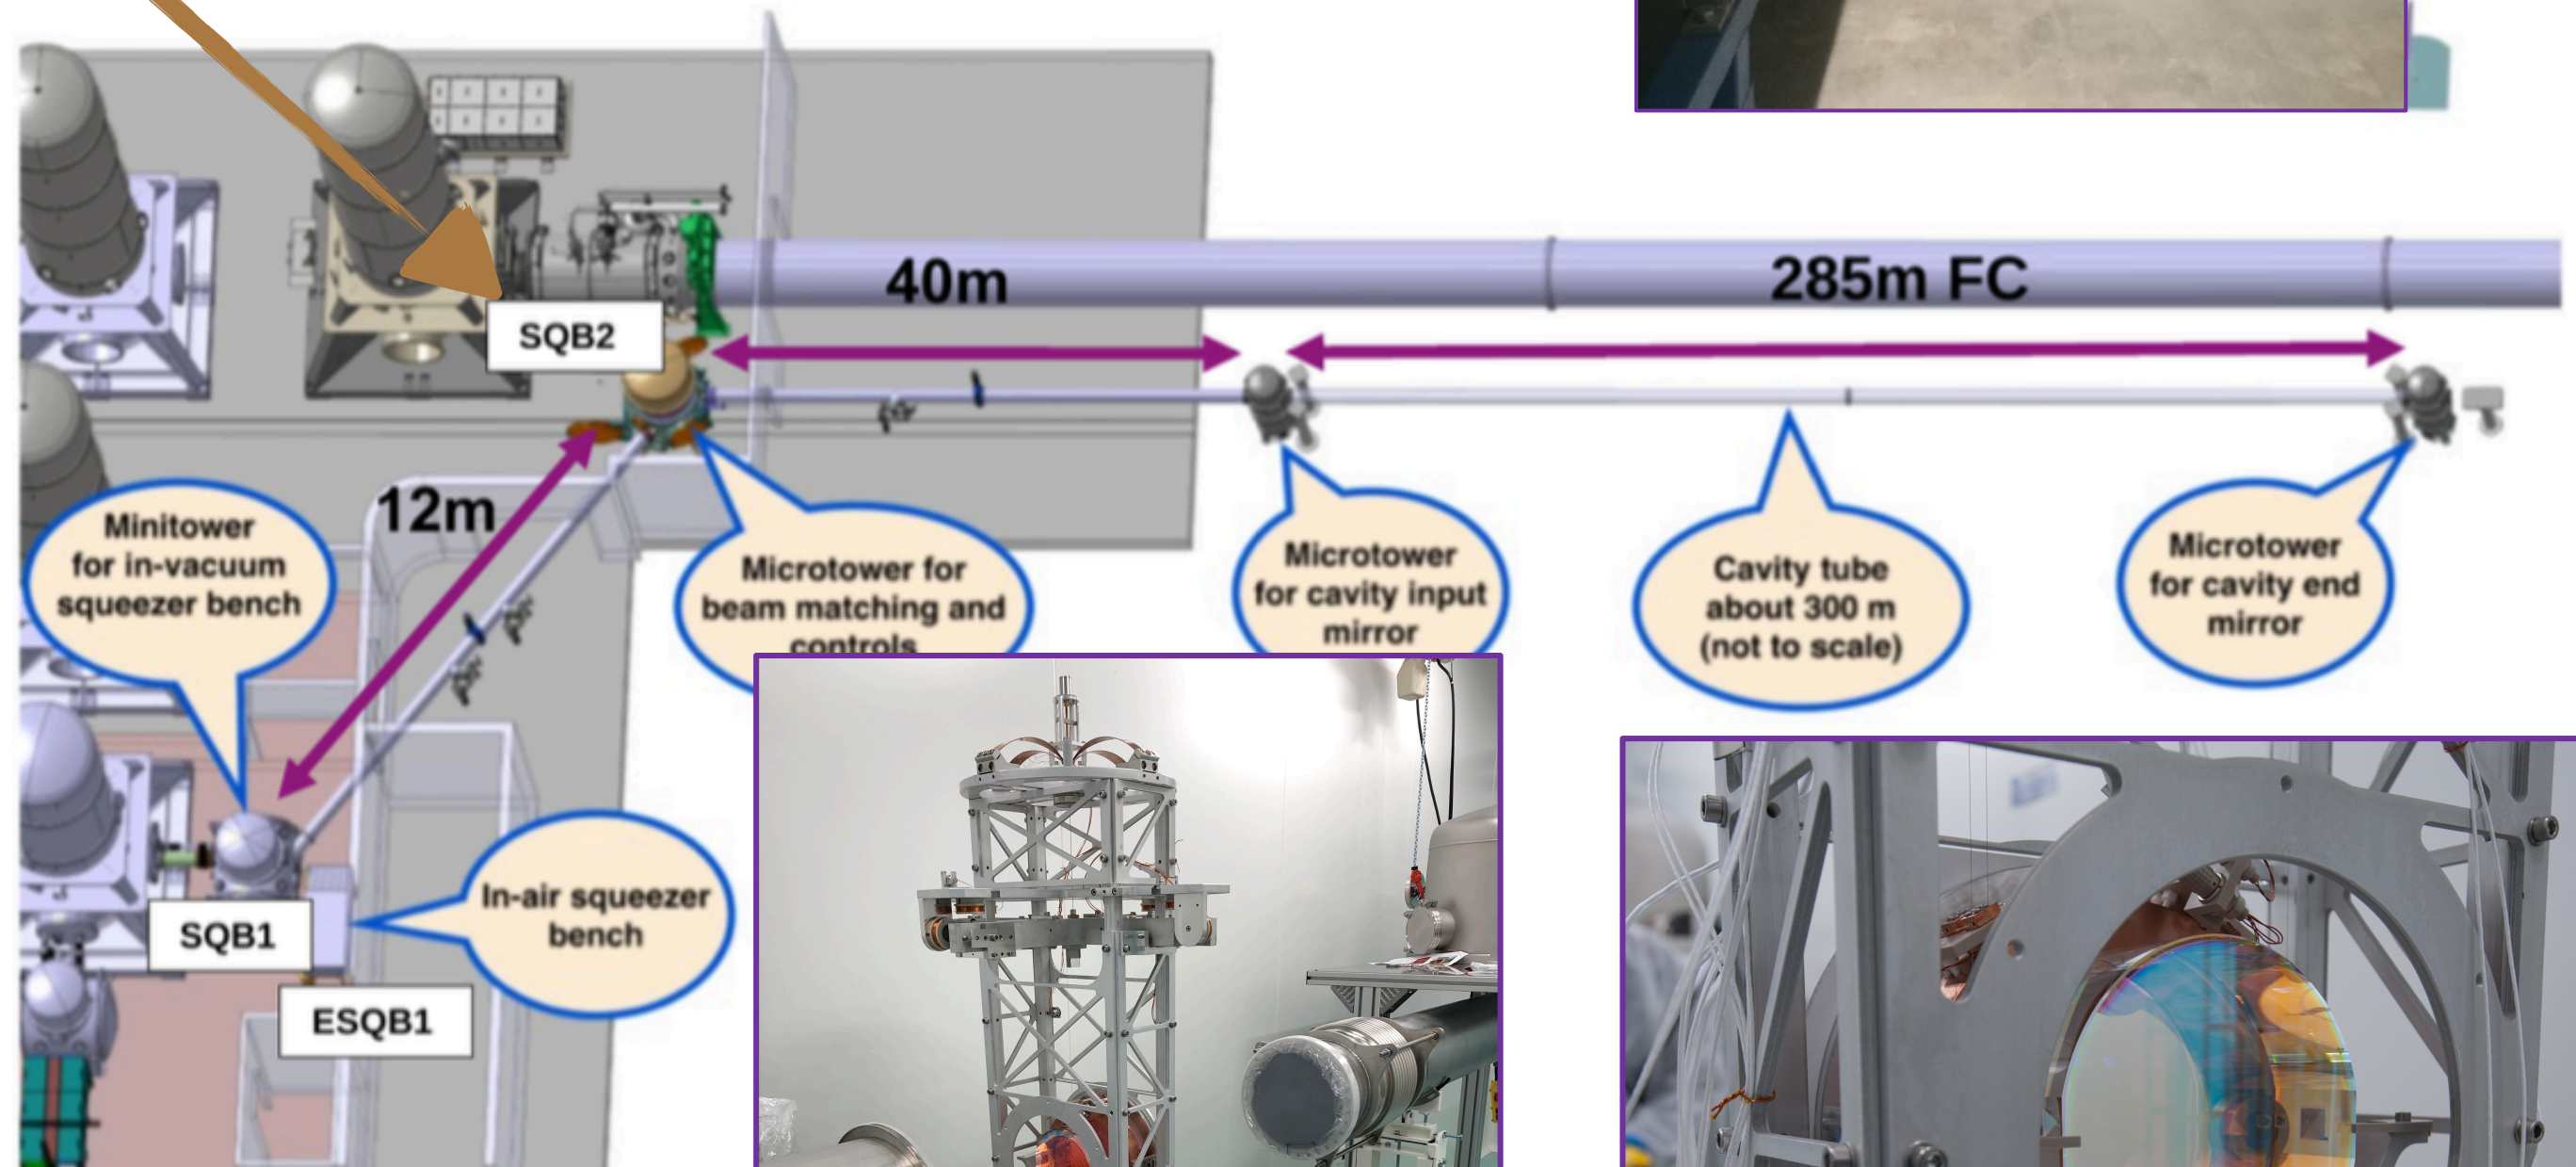 40m
285m FC
SQB2
12m
Minitower
for in-vacuum
squeezer bench
Microtower for
beam matching and
controls
Microtower
for cavity input
mirror
Cavity tube
about 300 m
(not to scale)
Microtower
for cavity end
mirror
In-air squeezer
bench
SQB1
ESQB1